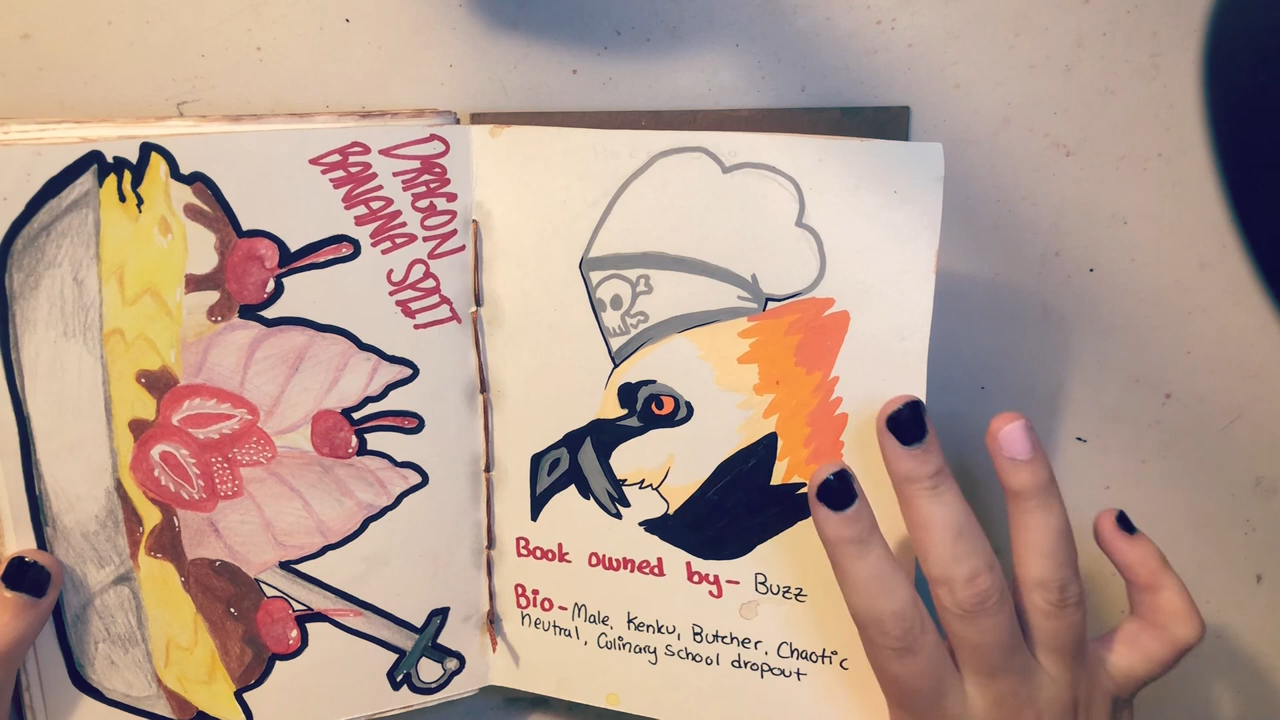 DRAGON
BANANA SPLIT
Book owned by- Buzz
Bio- Male, Kenku, Butcher, Chaotic
neutral, Culinary School dropout